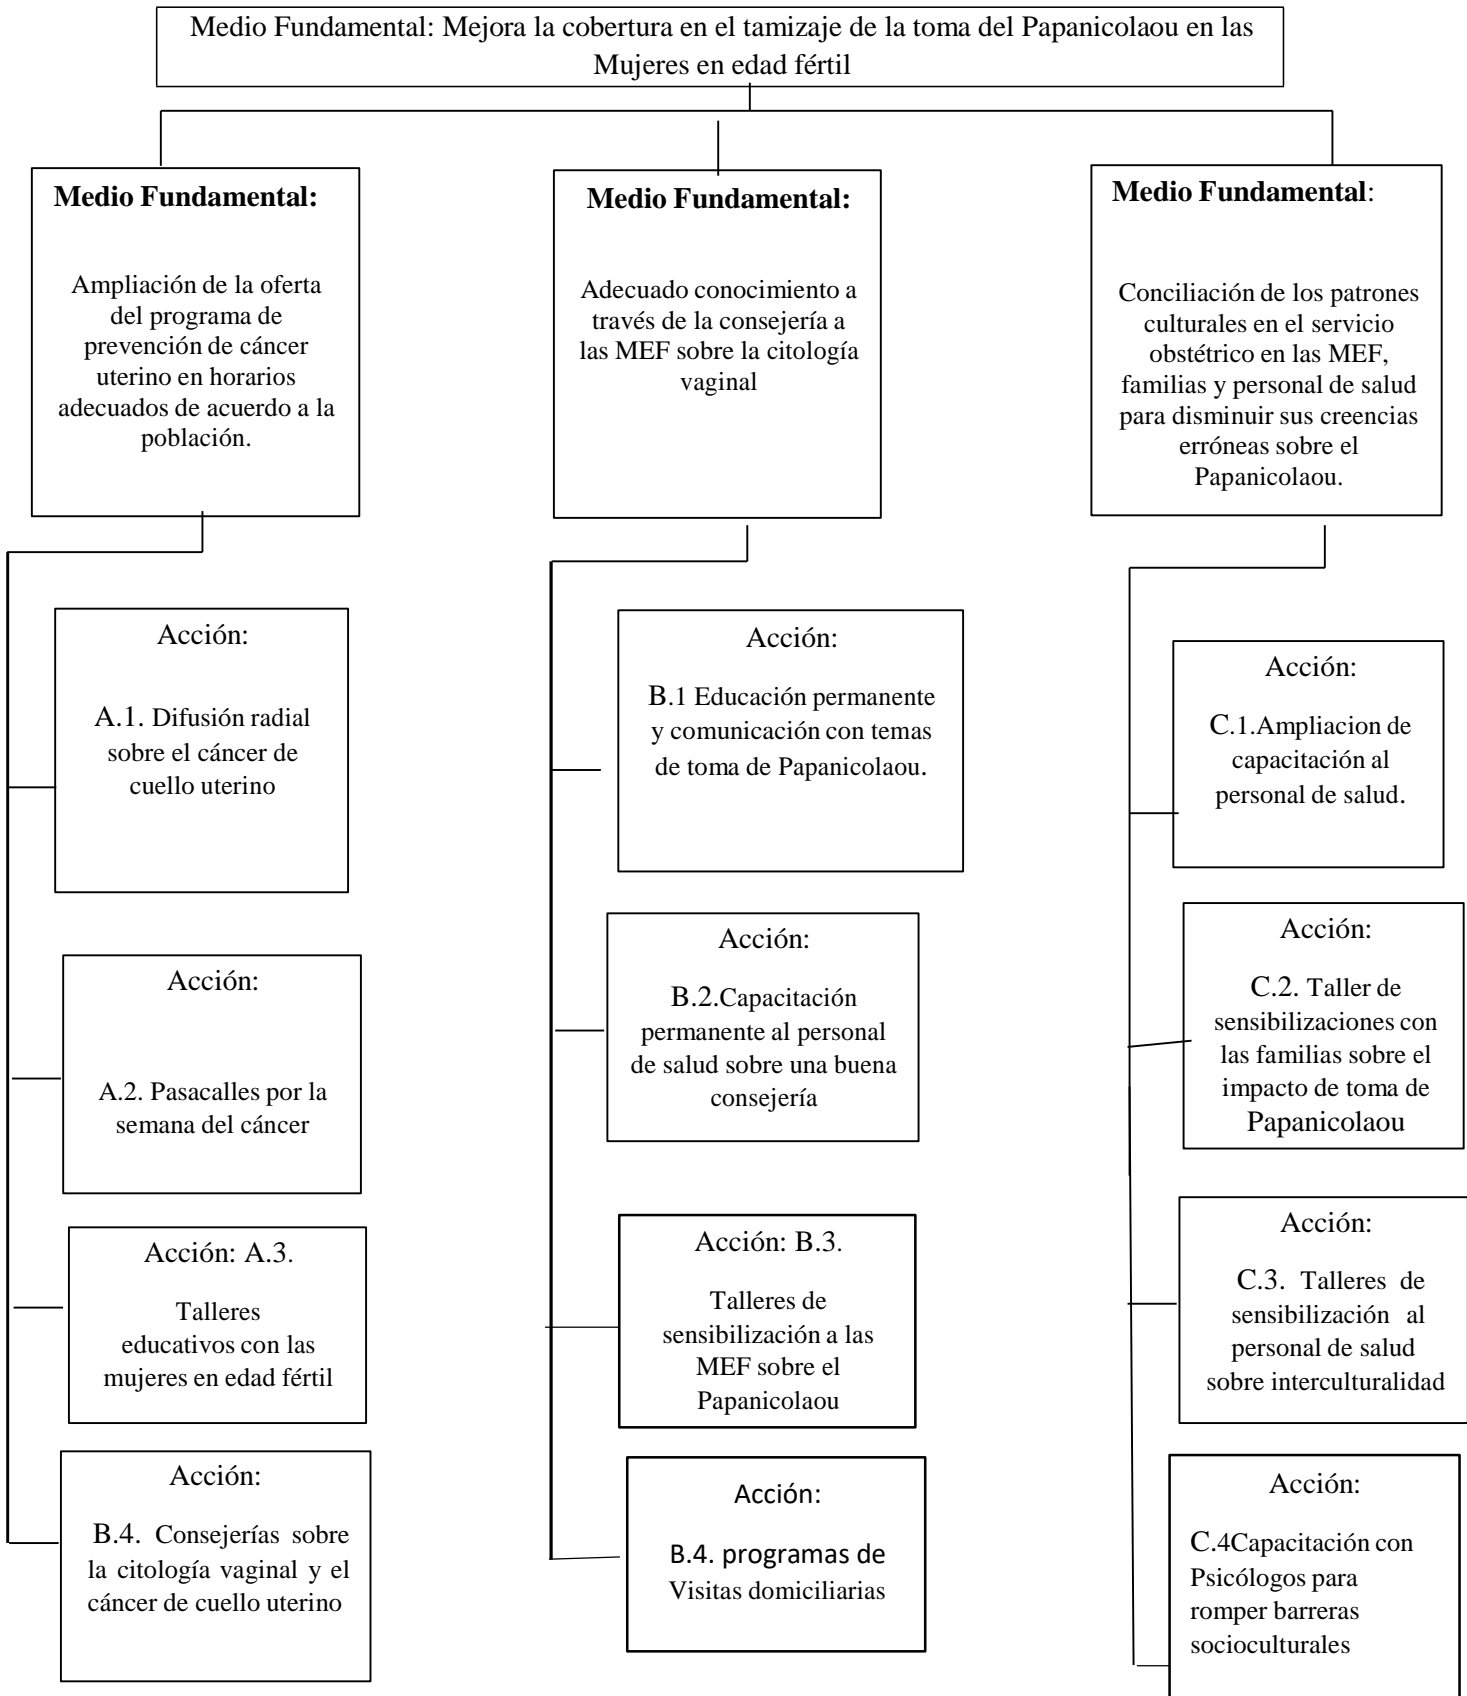 Medio Fundamental: Mejora la cobertura en el tamizaje de la toma del Papanicolaou en las
Mujeres en edad fértil
Medio Fundamental:
Ampliación de la oferta
del programa de
prevención de cáncer
uterino en horarios
adecuados de acuerdo a la
población.
Acción:
A.1. Difusión radial
sobre el cáncer de
cuello uterino
Acción:
A.2. Pasacalles por la
semana del cáncer
Acción: A.3.
Talleres
educativos con las
mujeres en edad fértil
Acción:
B.4. Consejerías sobre
la citología vaginal y el
cáncer de cuello uterino
Medio Fundamental:
Adecuado conocimiento a
través de la consejería a
las MEF sobre la citología
vaginal
Acción:
B.1 Educación permanente
y comunicación con temas
de toma de Papanicolaou.
Acción:
B.2.Capacitación
permanente al personal
de salud sobre una buena
consejería
Acción: B.3.
Talleres de
sensibilización a las
MEF sobre el
Papanicolaou
Acción:
B.4. programas de
Visitas domiciliarias
Medio Fundamental:
Conciliación de los patrones
culturales en el servicio
obstétrico en las MEF,
familias y personal de salud
para disminuir sus creencias
erróneas sobre el
Papanicolaou.
Acción:
C.1.Ampliacion de
capacitación al
personal de salud.
Acción:
C.2. Taller de
sensibilizaciones con
las familias sobre el
impacto de toma de
Papanicolaou
Acción:
C.3. Talleres de
sensibilización al
personal de salud
sobre interculturalidad
Acción:
C.4Capacitación con
Psicólogos para
romper barreras
socioculturales